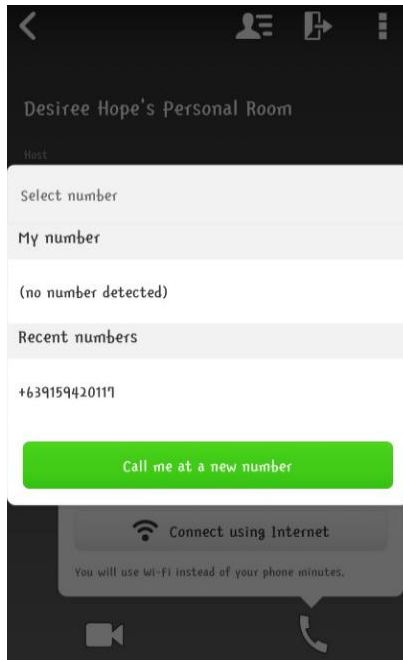 Desiree Hope's Personal Room
Host
Select number
My number
(no number detected)
Recent numbers
+639159420117
Call me at a new number
Connect using Internet
You will use Wi-Fi instead of your phone minutes.